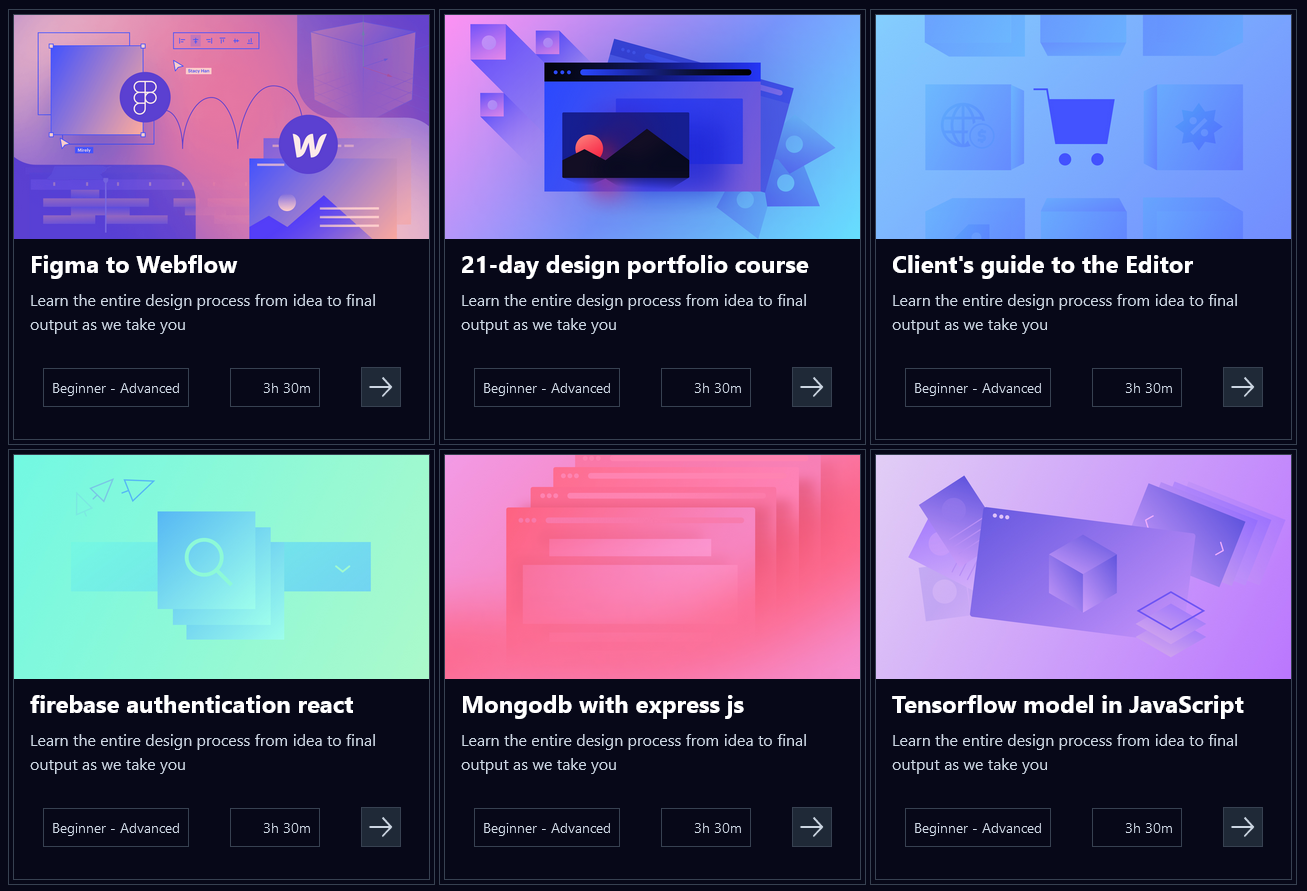 Figma to Webflow
Learn the entire design process from idea to final
output as we take you
Beginner - Advanced
3h 30m
21-day design portfolio course
Learn the entire design process from idea to final
output as we take you
Beginner - Advanced
3h 30m
Client's guide to the Editor
Learn the entire design process from idea to final
output as we take you
Beginner - Advanced
3h 30m
firebase authentication react
Learn the entire design process from idea to final
output as we take you
Beginner - Advanced
3h 30m
Mongodb with express js
Learn the entire design process from idea to final
output as we take you
Beginner - Advanced
3h 30m
Tensorflow model in JavaScript
Learn the entire design process from idea to final
output as we take you
Beginner - Advanced
3h 30m